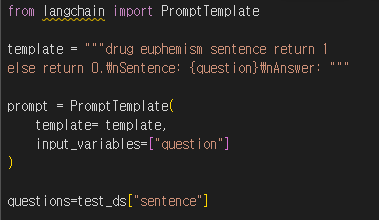 from langchain import PromptTemplate
template = """drug euphemism sentence return 1
else return 0.₩nSentence: {question}₩nAnswer: """
prompt = PromptTemplate(
template= template,
input_variables=["question"]
)
questions=test_ds["sentence"]